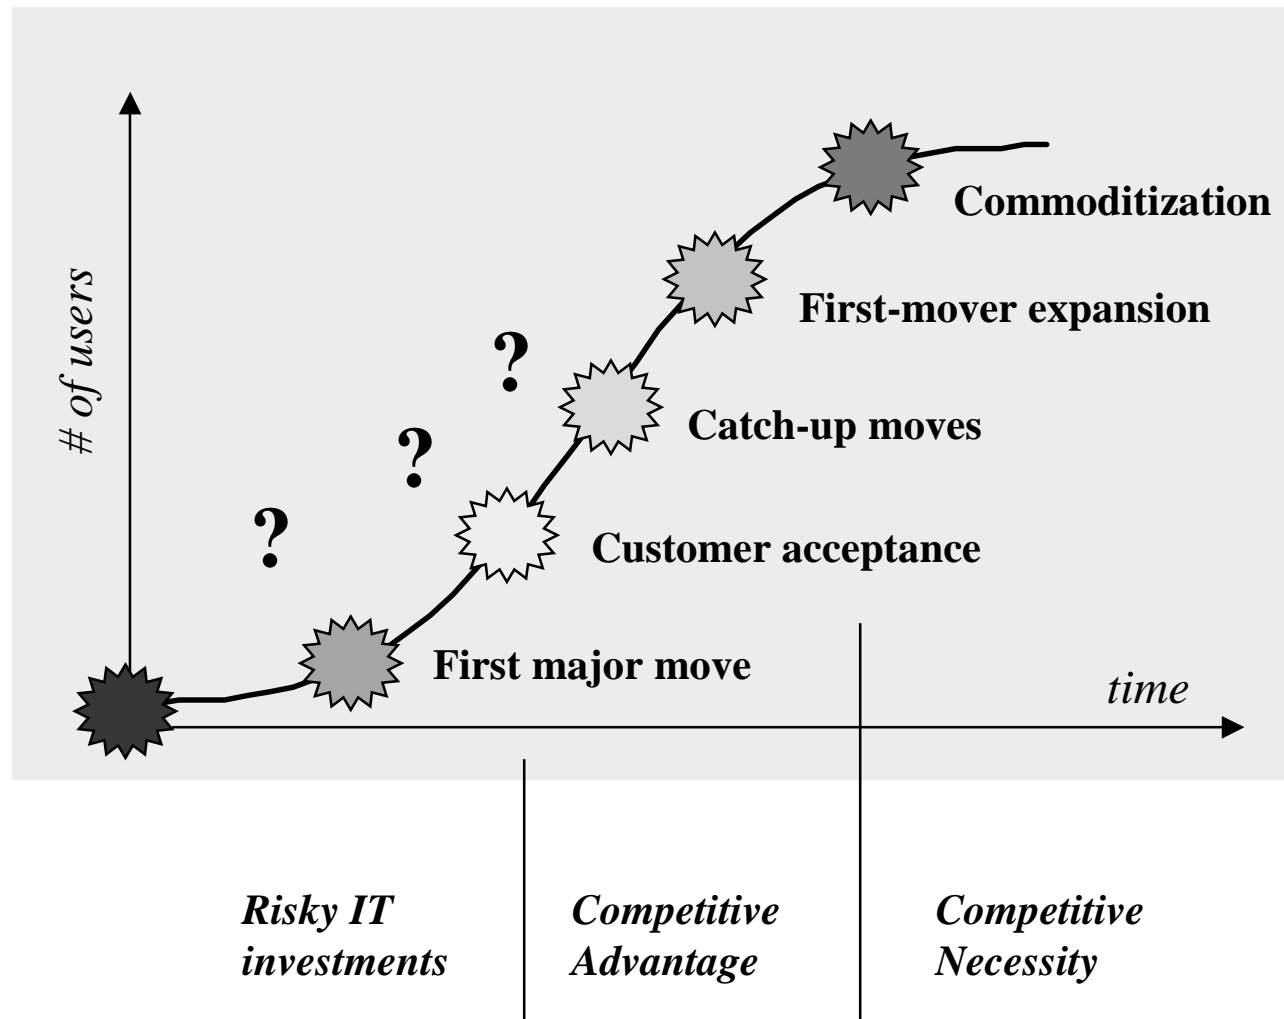 Commoditization
First-mover expansion
# of users
?
Catch-up moves
?
?
Customer acceptance
First major move
time
Risky IT
investments
Competitive
Advantage
Competitive
Necessity